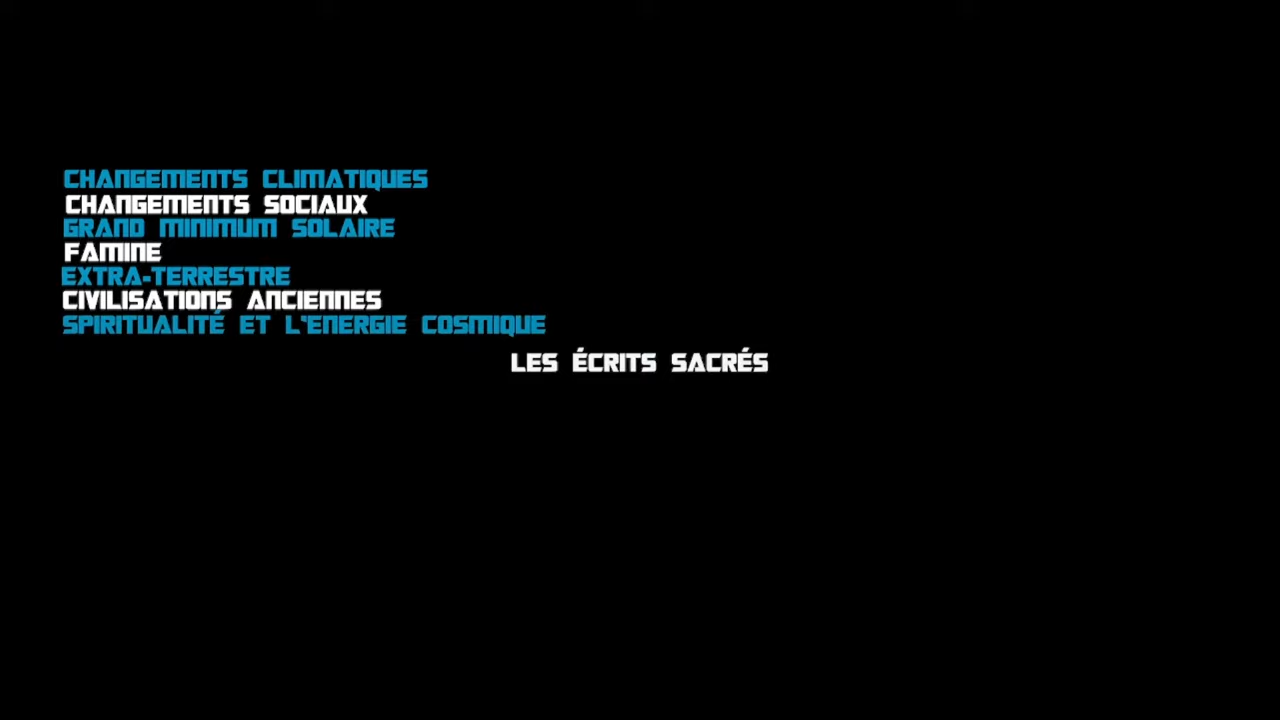 CHANGEMENTS CLIMATIQUES
CHANGEMENTS SOCIAUX
GRAND MINIMUM SOLAIRE
FAMINE
EXTRA-TERRESTRE
CIVILISATIONS ANCIENNES
SPIRITUALITÉ ET L'ENERGIE COSMIQUE
LES ÉCRITS SACRÉS